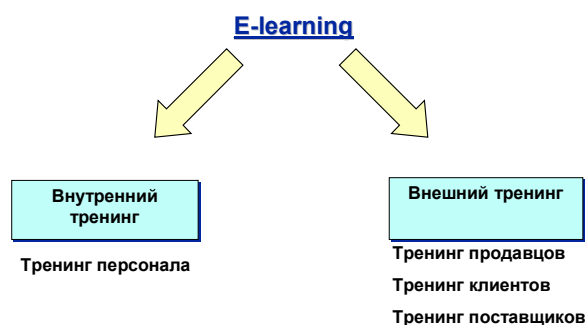 E-learning
Внутренний
тренинг
Тренинг персонала
Внешний тренинг
Тренинг продавцов
Тренинг клиентов
Тренинг поставщиков